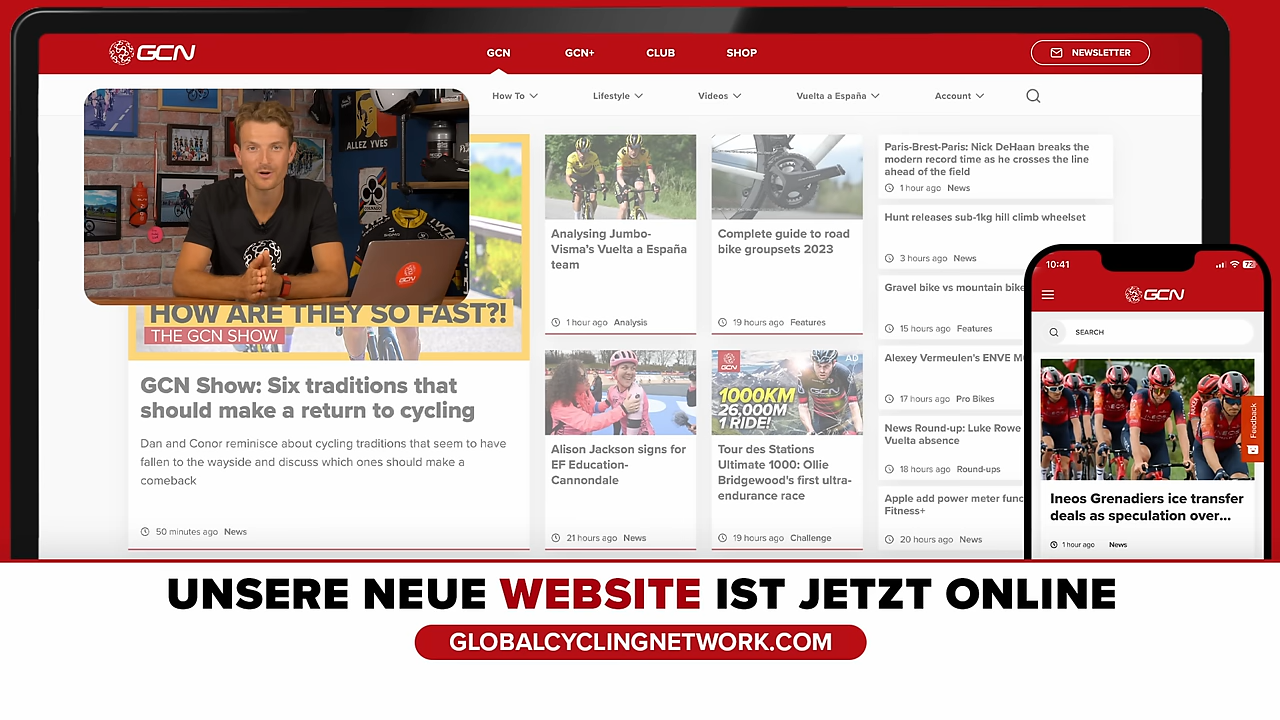 GCN
GCN
GCN+
CLUB
SHOP
NEWSLETTER
How To
Lifestyle
Videos
Vuelta a España
Account
ALLEZ YVES
COLNAGO
GCN
HOW ARE THEY SO FAST?!
THE GCN SHOW
GCN Show: Six traditions that
should make a return to cycling
Dan and Conor reminisce about cycling traditions that seem to have
fallen to the wayside and discuss which ones should make a
comeback
50 minutes ago News
Analysing Jumbo-
Visma's Vuelta a España
team
1 hour ago Analysis
Complete guide to road
bike groupsets 2023
19 hours ago Features
Alison Jackson signs for
EF Education-
Cannondale
21 hours ago News
GCN
AD
1000KM
26,000M
1 RIDE!
GCN
Tour des Stations
Ultimate 1000: Ollie
Bridgewood's first ultra-
endurance race
19 hours ago Challenge
Paris-Brest-Paris: Nick DeHaan breaks the
modern record time as he crosses the line
ahead of the field
1 hour ago News
Hunt releases sub-1kg hill climb wheelset
3 hours ago News
Gravel bike vs mountain bike
15 hours ago Features
Alexey Vermeulen's ENVE M
17 hours ago Pro Bikes
News Round-up: Luke Rowe
Vuelta absence
18 hours ago Round-ups
Apple add power meter func
Fitness+
20 hours ago News
10:41
72
GCN
SEARCH
Feedback
Ineos Grenadiers ice transfer
deals as speculation over...
1 hour ago News
UNSERE NEUE WEBSITE IST JETZT ONLINE
GLOBALCYCLINGNETWORK.COM